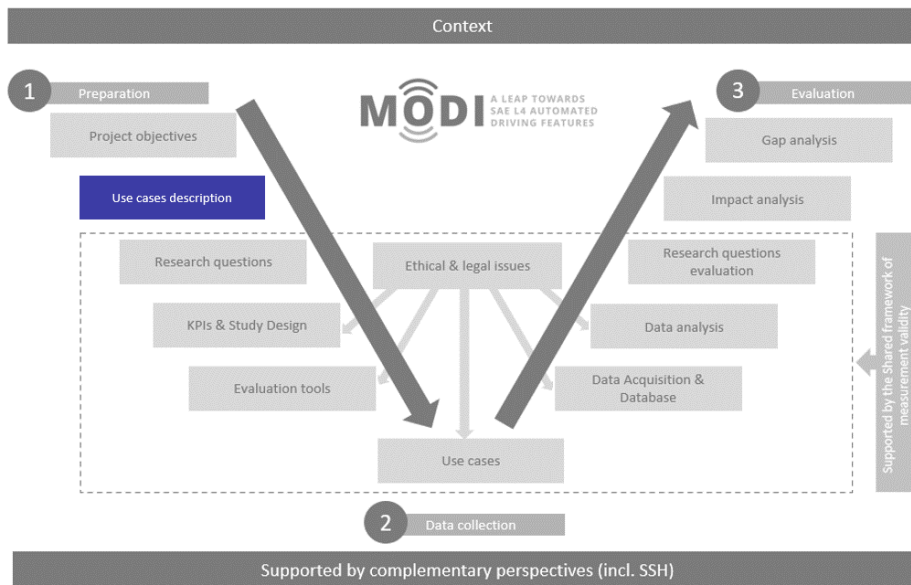 Context
1
Preparation
Project objectives
Use cases description
Research questions
KPIs & Study Design
Evaluation tools
MODI
A LEAP TOWARDS
SAE L4 AUTOMATED
DRIVING FEATURES
Ethical & legal issues
Use cases
2
Data collection
3
Evaluation
Gap analysis
Impact analysis
Research questions
evaluation
Data analysis
Data Acquisition &
Database
Supported by the Shared framework of
measurement validity
Supported by complementary perspectives (incl. SSH)